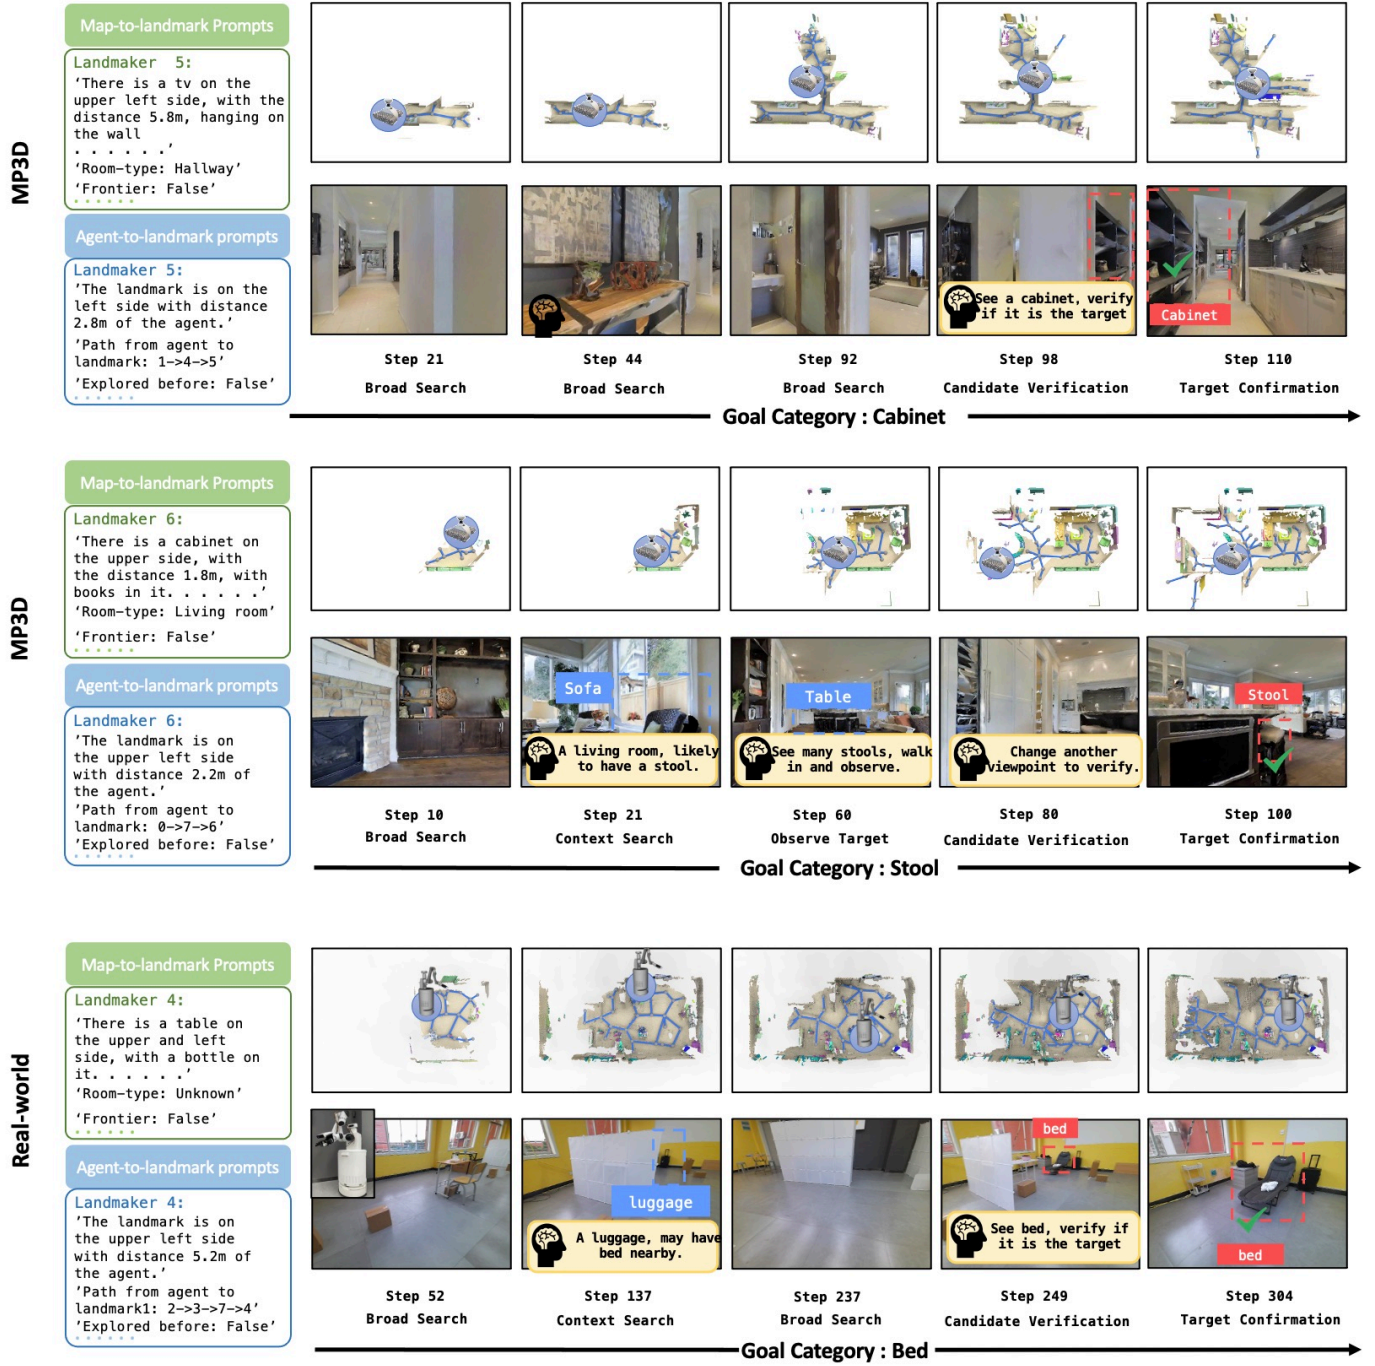 MP3D
Map-to-landmark Prompts
Landmaker  5:
‘There is a tv on the
upper left side, with the
distance 5.8m, hanging on
the wall
. . . . . .’
‘Room-type: Hallway’
‘Frontier: False’
. . . . . .
Agent-to-landmark prompts
Landmaker 5:
’The landmark is on the
left side with distance
2.8m of the agent.’
’Path from agent to
landmark: 1->4->5’
’Explored before: False’
. . . . . .
See a cabinet, verify
if it is the target
Cabinet
Step 21
Broad Search
Step 44
Broad Search
Step 92
Broad Search
Step 98
Candidate Verification
Step 110
Target Confirmation
Goal Category : Cabinet
MP3D
Map-to-landmark Prompts
Landmaker 6:
‘There is a cabinet on
the upper side, with
the distance 1.8m, with
books in it. . . . . .’
‘Room-type: Living room’
‘Frontier: False’
. . . . . .
Agent-to-landmark prompts
Landmaker 6:
’The landmark is on
the upper left side
with distance 2.2m of
the agent.’
’Path from agent to
landmark: 0->7->6’
’Explored before: False’
. . . . . .
Sofa
A living room, likely
to have a stool.
Table
See many stools, walk
in and observe.
Change another
viewpoint to verify.
Stool
Step 10
Broad Search
Step 21
Context Search
Step 60
Observe Target
Step 80
Candidate Verification
Step 100
Target Confirmation
Goal Category : Stool
Real-world
Map-to-landmark Prompts
Landmaker 4:
‘There is a table on
the upper and left
side, with a bottle on
it. . . . . .’
‘Room-type: Unknown’
‘Frontier: False’
. . . . . .
Agent-to-landmark prompts
Landmaker 4:
’The landmark is on
the upper left side
with distance 5.2m of
the agent.’
’Path from agent to
landmark1: 2->3->7->4’
’Explored before: False’
. . . . . .
luggage
A luggage, may have
bed nearby.
bed
See bed, verify if
it is the target
bed
Step 52
Broad Search
Step 137
Context Search
Step 237
Broad Search
Step 249
Candidate Verification
Step 304
Target Confirmation
Goal Category : Bed